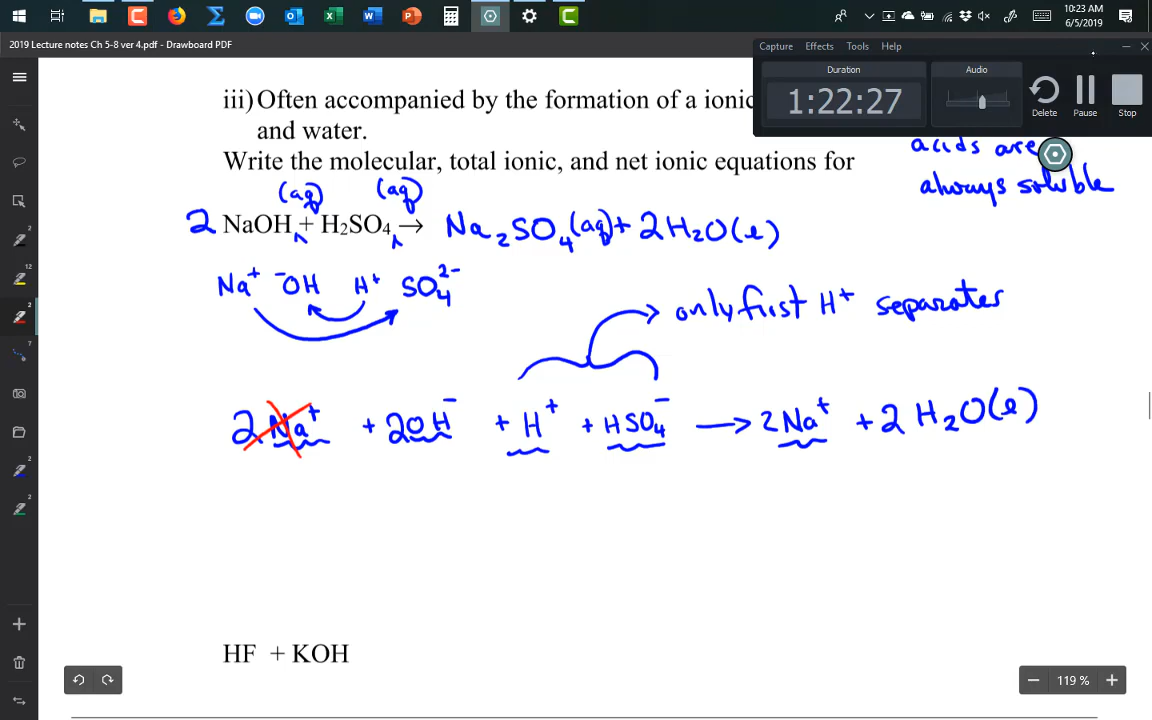 10:23 AM
6/5/2019
2019 Lecture notes Ch 5-8 ver 4.pdf - Drawboard PDF
Capture Effects Tools Help
Duration
Audio
1:22:27
Delete Pause Stop
iii) Often accompanied by the formation of a ionic
and water.
acids are
always soluble
Write the molecular, total ionic, and net ionic equations for
(aq) (aq)
2 NaOH + H₂SO₄ → Na₂SO₄(aq) + 2H₂O(l)
Na⁺ ⁻OH H⁺ SO₄²⁻
only first H⁺ separates
2Na⁺ + 2OH⁻ + H⁺ + HSO₄⁻ → 2Na⁺ + 2H₂O(l)
HF + KOH
119 %